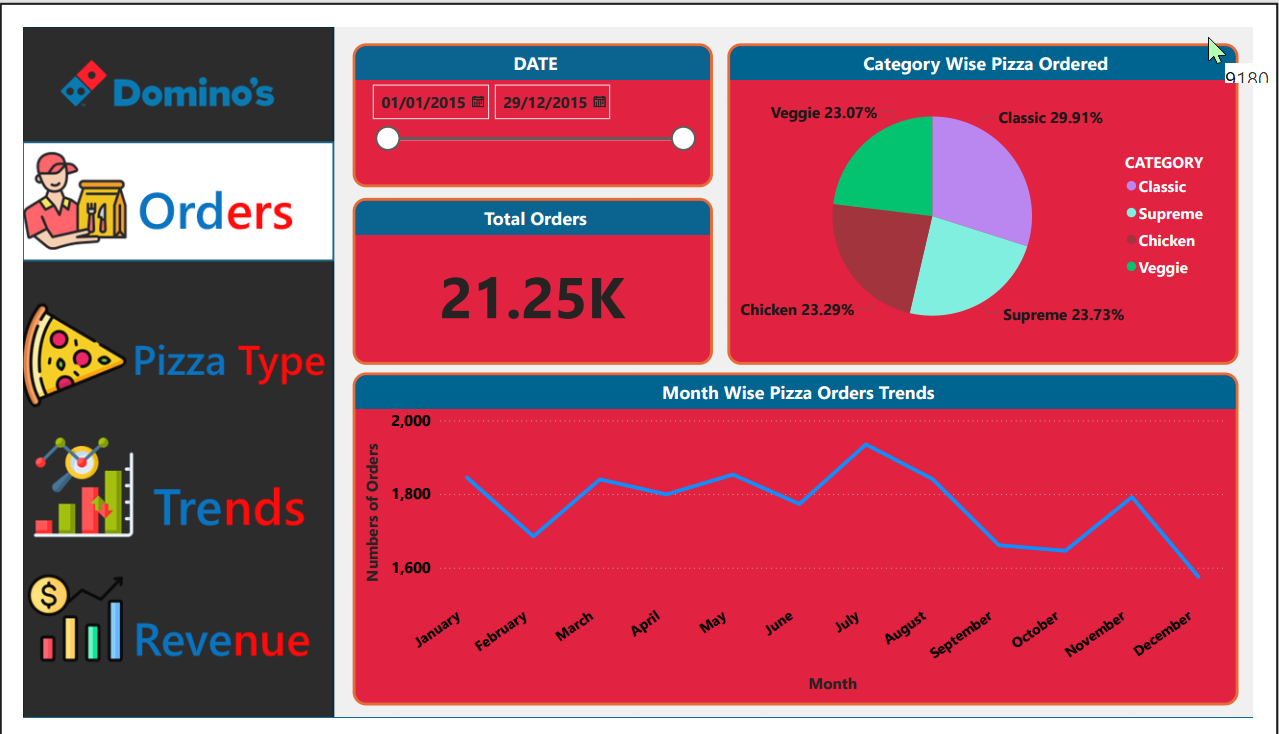 Domino's
Orders
Pizza Type
Trends
Revenue
DATE
01/01/2015 29/12/2015
Total Orders
21.25K
Category Wise Pizza Ordered
9180
Veggie 23.07%
Classic 29.91%
Chicken 23.29%
Supreme 23.73%
CATEGORY
Classic
Supreme
Chicken
Veggie
Month Wise Pizza Orders Trends
Numbers of Orders
2,000
1,800
1,600
January
February
March
April
May
June
July
August
September
October
November
December
Month
$